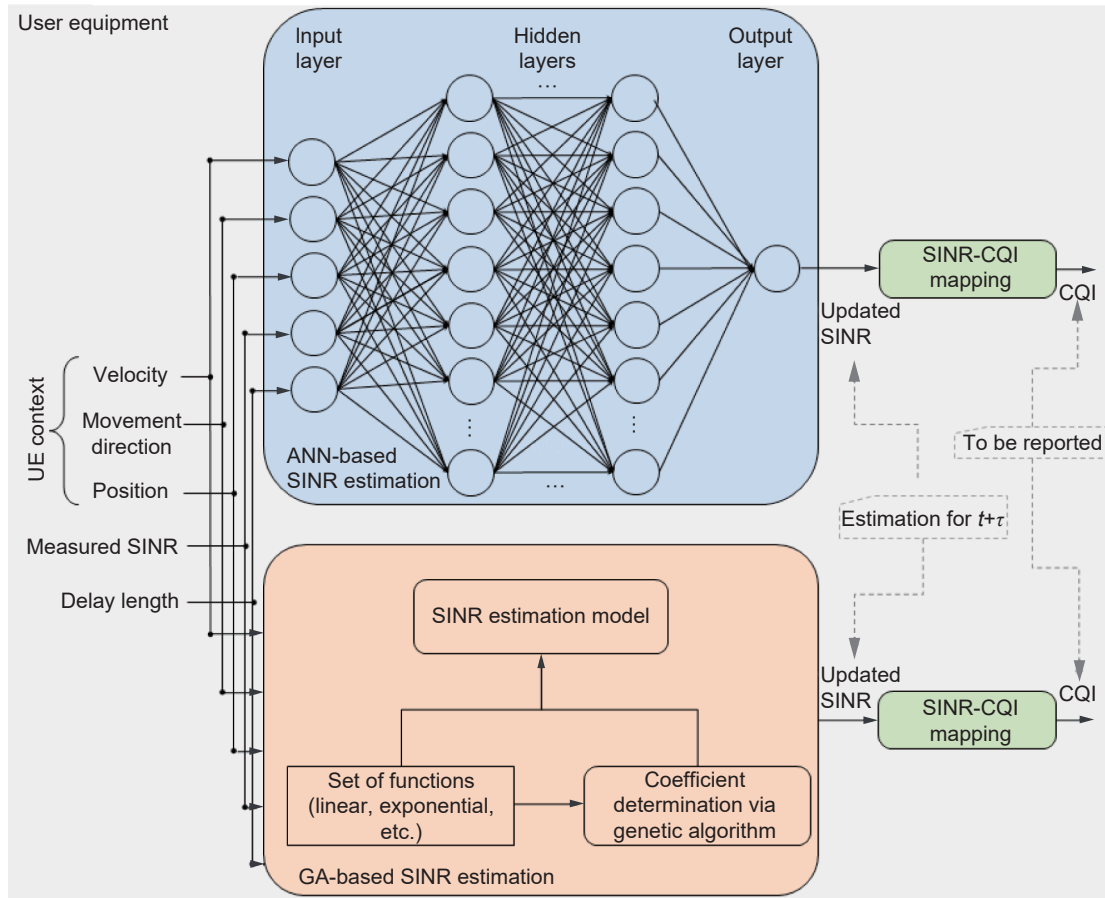 User equipment
Input
layer
Hidden
layers
Output
layer
...
...
...
...
ANN-based
SINR estimation
SINR-CQI
mapping
CQI
Updated
SINR
UE context
Velocity
Movement
direction
Position
Measured SINR
Delay length
To be reported
Estimation for t+τ
SINR estimation model
Set of functions
(linear, exponential,
etc.)
Coefficient
determination via
genetic algorithm
GA-based SINR estimation
Updated
SINR
SINR-CQI
mapping
CQI